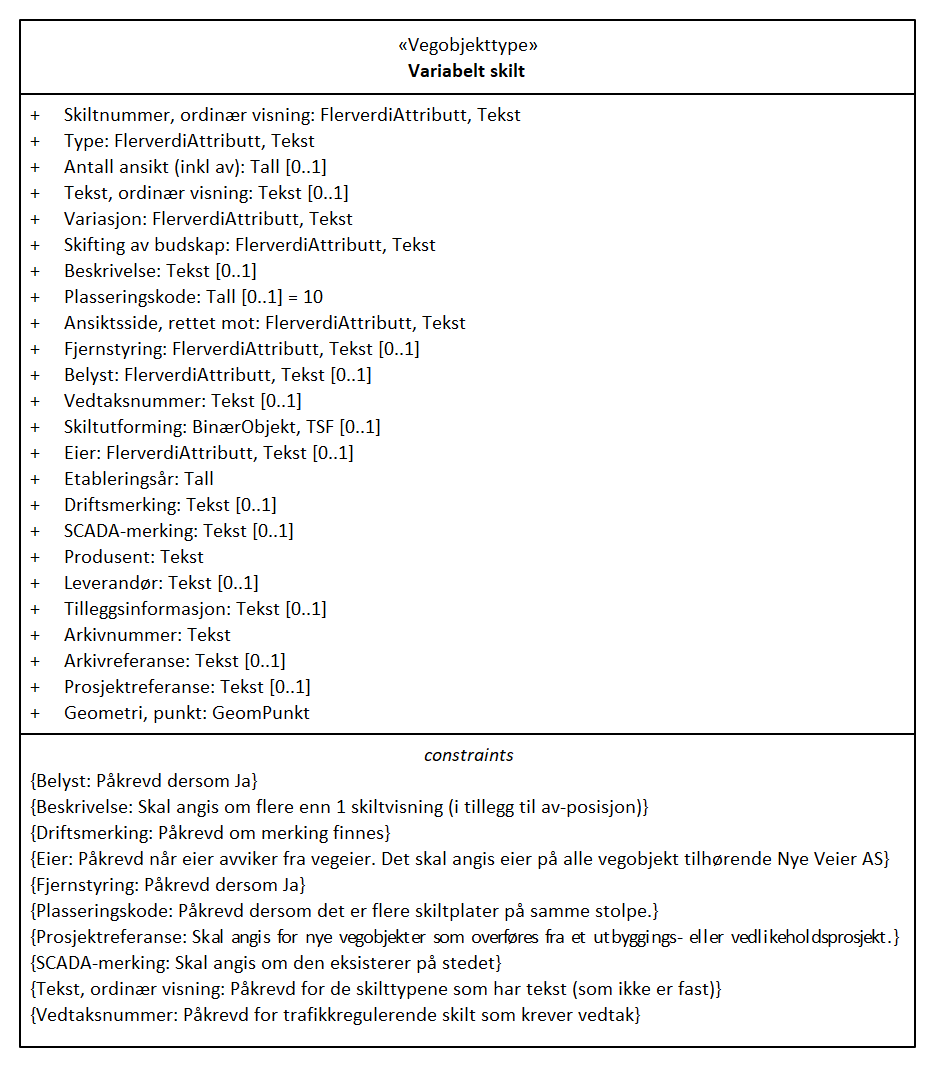 «Vegobjekttype»
Variabelt skilt
+ Skiltnummer, ordinær visning: FlerverdiAttributt, Tekst
+ Type: FlerverdiAttributt, Tekst
+ Antall ansikt (inkl av): Tall [0..1]
+ Tekst, ordinær visning: Tekst [0..1]
+ Variasjon: FlerverdiAttributt, Tekst
+ Skifting av budskap: FlerverdiAttributt, Tekst
+ Beskrivelse: Tekst [0..1]
+ Plasseringskode: Tall [0..1] = 10
+ Ansiktsside, rettet mot: FlerverdiAttributt, Tekst
+ Fjernstyring: FlerverdiAttributt, Tekst [0..1]
+ Belyst: FlerverdiAttributt, Tekst [0..1]
+ Vedtaksnummer: Tekst [0..1]
+ Skiltutforming: BinærObjekt, TSF [0..1]
+ Eier: FlerverdiAttributt, Tekst [0..1]
+ Etableringsår: Tall
+ Driftsmerking: Tekst [0..1]
+ SCADA-merking: Tekst [0..1]
+ Produsent: Tekst
+ Leverandør: Tekst [0..1]
+ Tilleggsinformasjon: Tekst [0..1]
+ Arkivnummer: Tekst
+ Arkivreferanse: Tekst [0..1]
+ Prosjektreferanse: Tekst [0..1]
+ Geometri, punkt: GeomPunkt
constraints
{Belyst: Påkrevd dersom Ja}
{Beskrivelse: Skal angis om flere enn 1 skiltvisning (i tillegg til av-posisjon)}
{Driftsmerking: Påkrevd om merking finnes}
{Eier: Påkrevd når eier avviker fra vegeier. Det skal angis eier på alle vegobjekt tilhørende Nye Veier AS}
{Fjernstyring: Påkrevd dersom Ja}
{Plasseringskode: Påkrevd dersom det er flere skiltplater på samme stolpe.}
{Prosjektreferanse: Skal angis for nye vegobjekter som overføres fra et utbyggings- eller vedlikeholdsprosjekt.}
{SCADA-merking: Skal angis om den eksisterer på stedet}
{Tekst, ordinær visning: Påkrevd for de skilttypene som har tekst (som ikke er fast)}
{Vedtaksnummer: Påkrevd for trafikkregulerende skilt som krever vedtak}